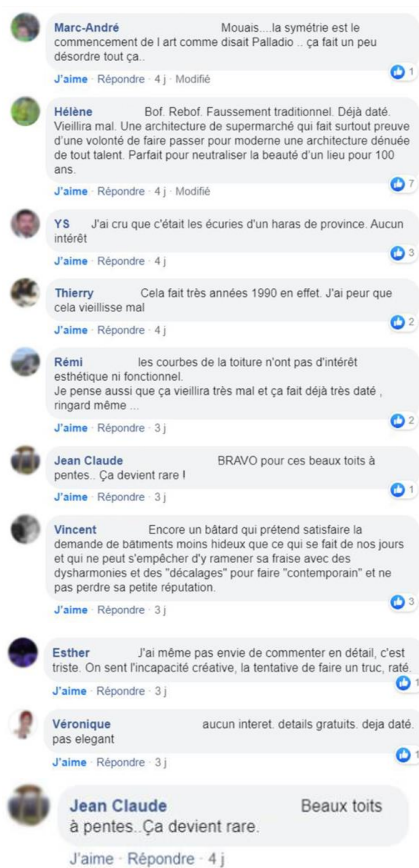 Marc-André Mouais....la symétrie est le
commencement de l art comme disait Palladio .. ça fait un peu
désordre tout ça..
1
J'aime · Répondre · 4 j · Modifié
Hélène Bof. Rebof. Faussement traditionnel. Déjà daté.
Vieillira mal. Une architecture de supermarché qui fait surtout preuve
d'une volonté de faire passer pour moderne une architecture dénuée
de tout talent. Parfait pour neutraliser la beauté d'un lieu pour 100
ans.
7
J'aime · Répondre · 4 j · Modifié
YS J'ai cru que c'était les écuries d'un haras de province. Aucun
intérêt
3
J'aime · Répondre · 4 j
Thierry Cela fait très années 1990 en effet. J'ai peur que
cela vieillisse mal
2
J'aime · Répondre · 4 j
Rémi les courbes de la toiture n'ont pas d'intérêt
esthétique ni fonctionnel.
Je pense aussi que ça vieillira très mal et ça fait déjà très daté ,
ringard même ...
2
J'aime · Répondre · 3 j
Jean Claude BRAVO pour ces beaux toits à
pentes.. Ça devient rare !
1
J'aime · Répondre · 3 j
Vincent Encore un bâtard qui prétend satisfaire la
demande de bâtiments moins hideux que ce qui se fait de nos jours
et qui ne peut s'empêcher d'y ramener sa fraise avec des
dysharmonies et des "décalages" pour faire "contemporain" et ne
pas perdre sa petite réputation.
3
J'aime · Répondre · 3 j
Esther J'ai même pas envie de commenter en détail, c'est
triste. On sent l'incapacité créative, la tentative de faire un truc, raté.
1
J'aime · Répondre · 3 j
Véronique aucun interet. details gratuits. deja daté.
pas elegant
1
J'aime · Répondre · 3 j
Jean Claude Beaux toits
à pentes..Ça devient rare.
J'aime · Répondre · 4 j